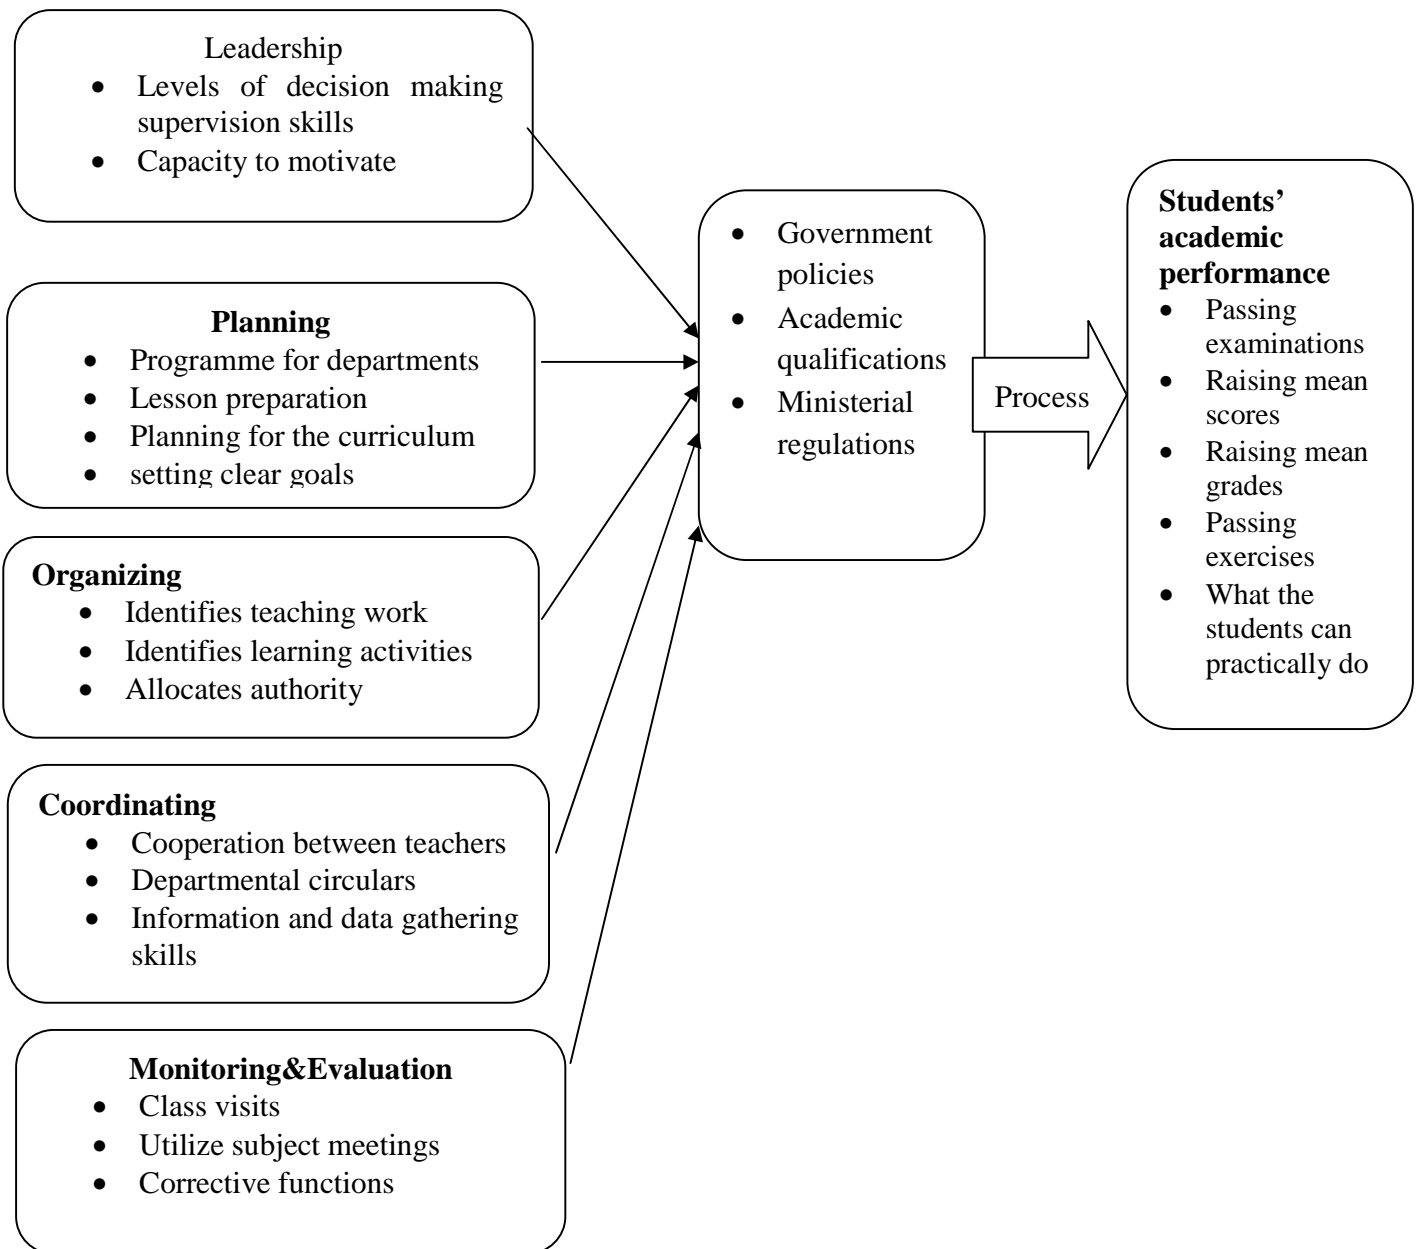 Leadership
• Levels of decision making
supervision skills
• Capacity to motivate
Planning
• Programme for departments
• Lesson preparation
• Planning for the curriculum
• setting clear goals
Organizing
• Identifies teaching work
• Identifies learning activities
• Allocates authority
Coordinating
• Cooperation between teachers
• Departmental circulars
• Information and data gathering
skills
Monitoring&Evaluation
• Class visits
• Utilize subject meetings
• Corrective functions
• Government
policies
• Academic
qualifications
• Ministerial
regulations
Process
Students’
academic
performance
• Passing
examinations
• Raising mean
scores
• Raising mean
grades
• Passing
exercises
• What the
students can
practically do